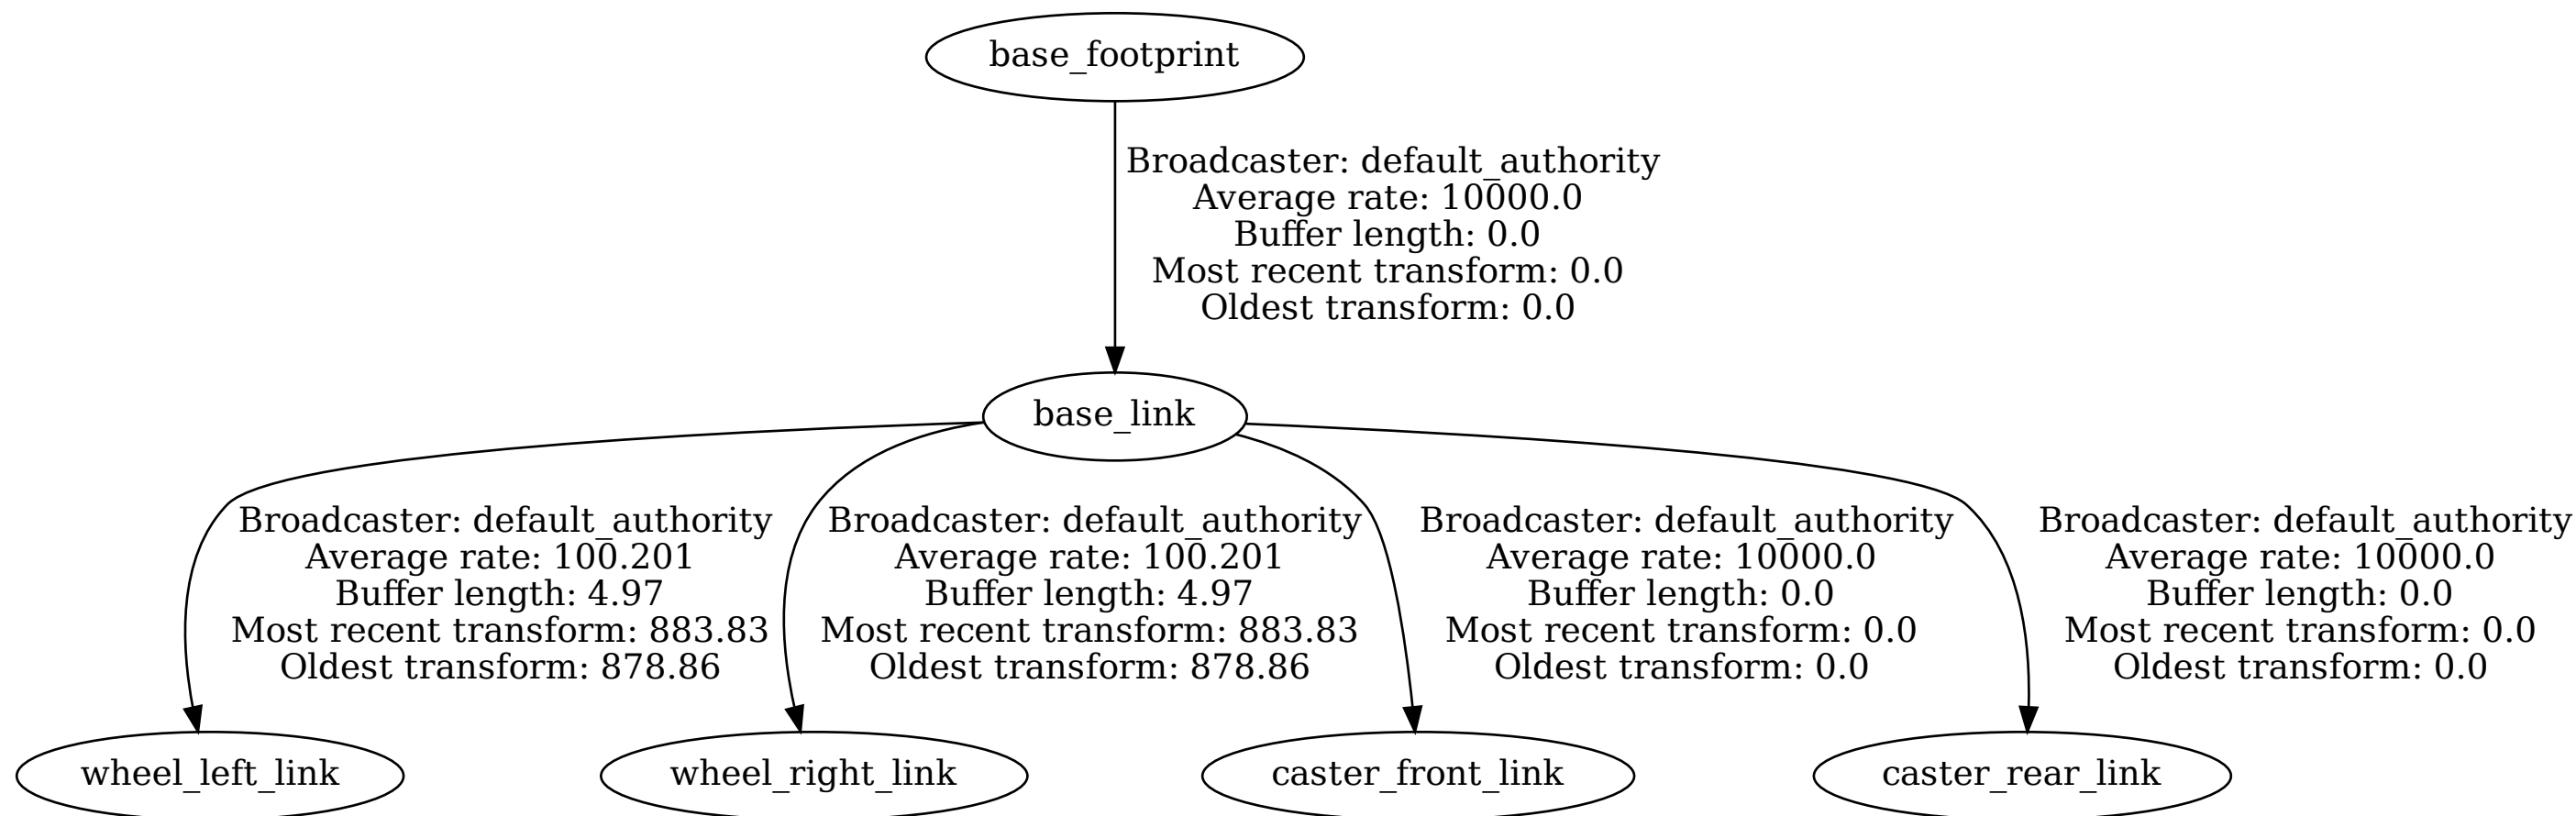 base_footprint
Broadcaster: default_authority
Average rate: 10000.0
Buffer length: 0.0
Most recent transform: 0.0
Oldest transform: 0.0
base_link
Broadcaster: default_authority
Average rate: 100.201
Buffer length: 4.97
Most recent transform: 883.83
Oldest transform: 878.86
Broadcaster: default_authority
Average rate: 100.201
Buffer length: 4.97
Most recent transform: 883.83
Oldest transform: 878.86
Broadcaster: default_authority
Average rate: 10000.0
Buffer length: 0.0
Most recent transform: 0.0
Oldest transform: 0.0
Broadcaster: default_authority
Average rate: 10000.0
Buffer length: 0.0
Most recent transform: 0.0
Oldest transform: 0.0
wheel_left_link
wheel_right_link
caster_front_link
caster_rear_link